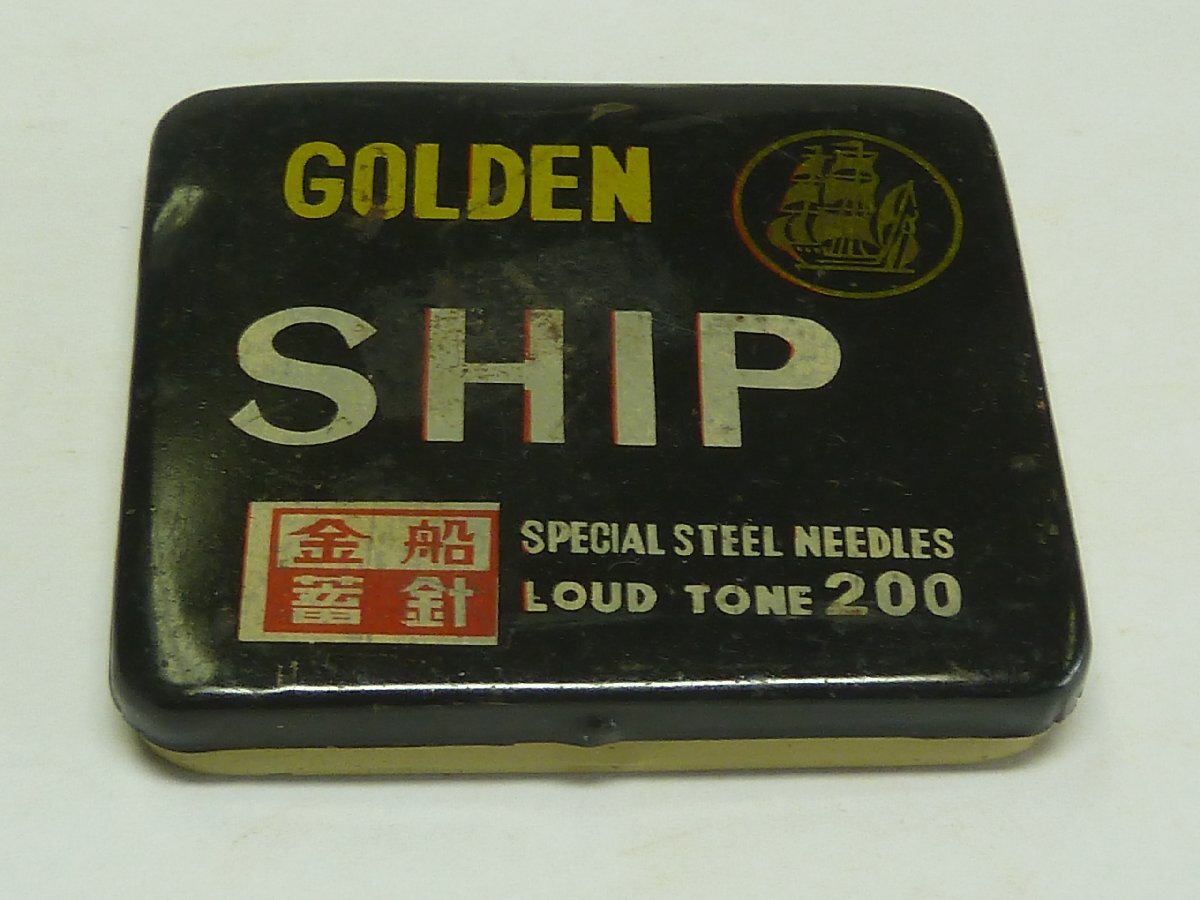 GOLDEN
SHIP
金船
蓄針
SPECIAL STEEL NEEDLES
LOUD TONE 200